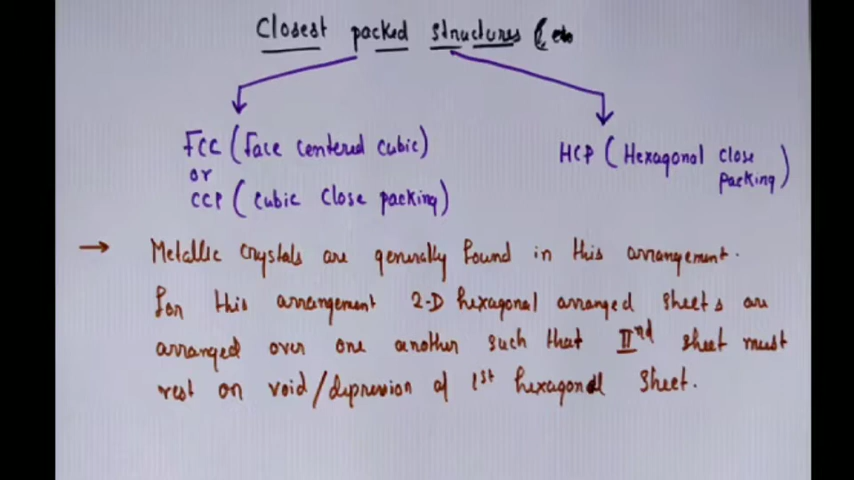 Closest packed structures (
FCC (Face centered cubic)
or
CCP (Cubic Close packing)
HCP (Hexagonal close
packing)
→ Metallic crystals are generally found in this arrangement.
For this arrangement 2-D hexagonal arranged sheets are
arranged over one another such that IInd sheet must
rest on void/depression of 1st hexagonal sheet.